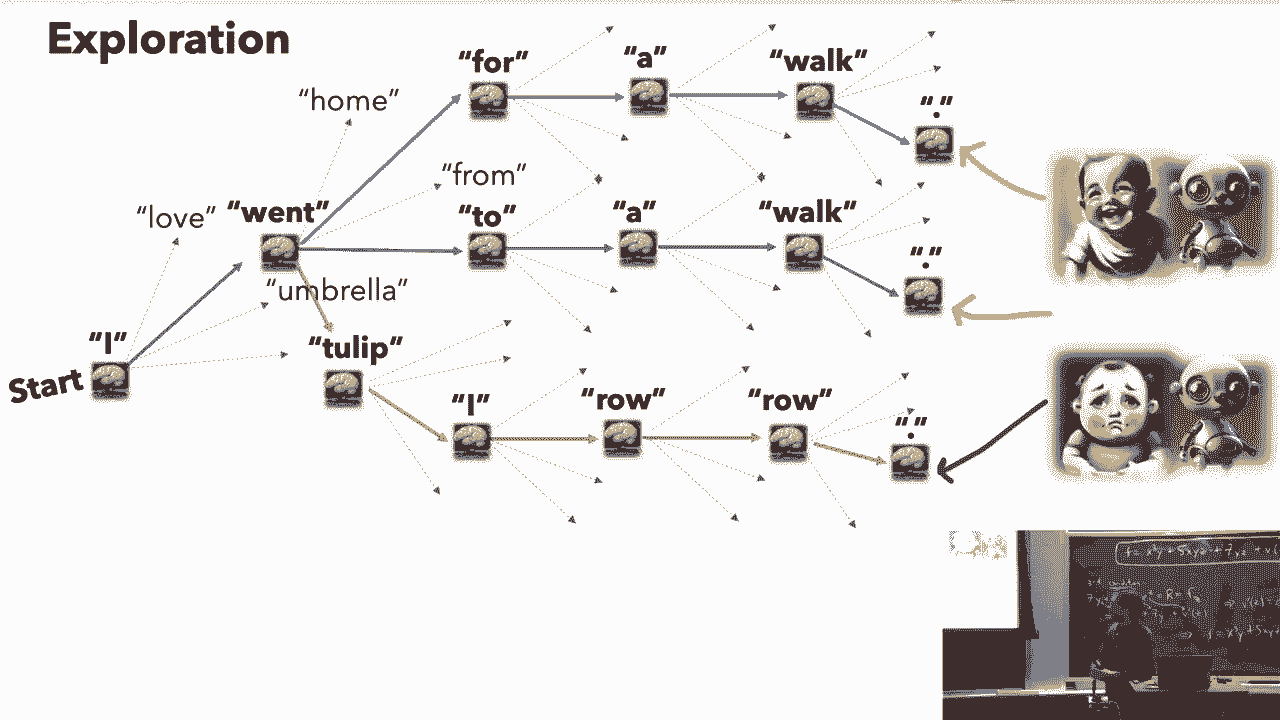 Exploration
“for”
“a”
“walk”
“.”
“home”
“from”
“love”
“went”
“to”
“a”
“walk”
“.”
“umbrella”
“I”
Start
“tulip”
“I”
“row”
“row”
“.”